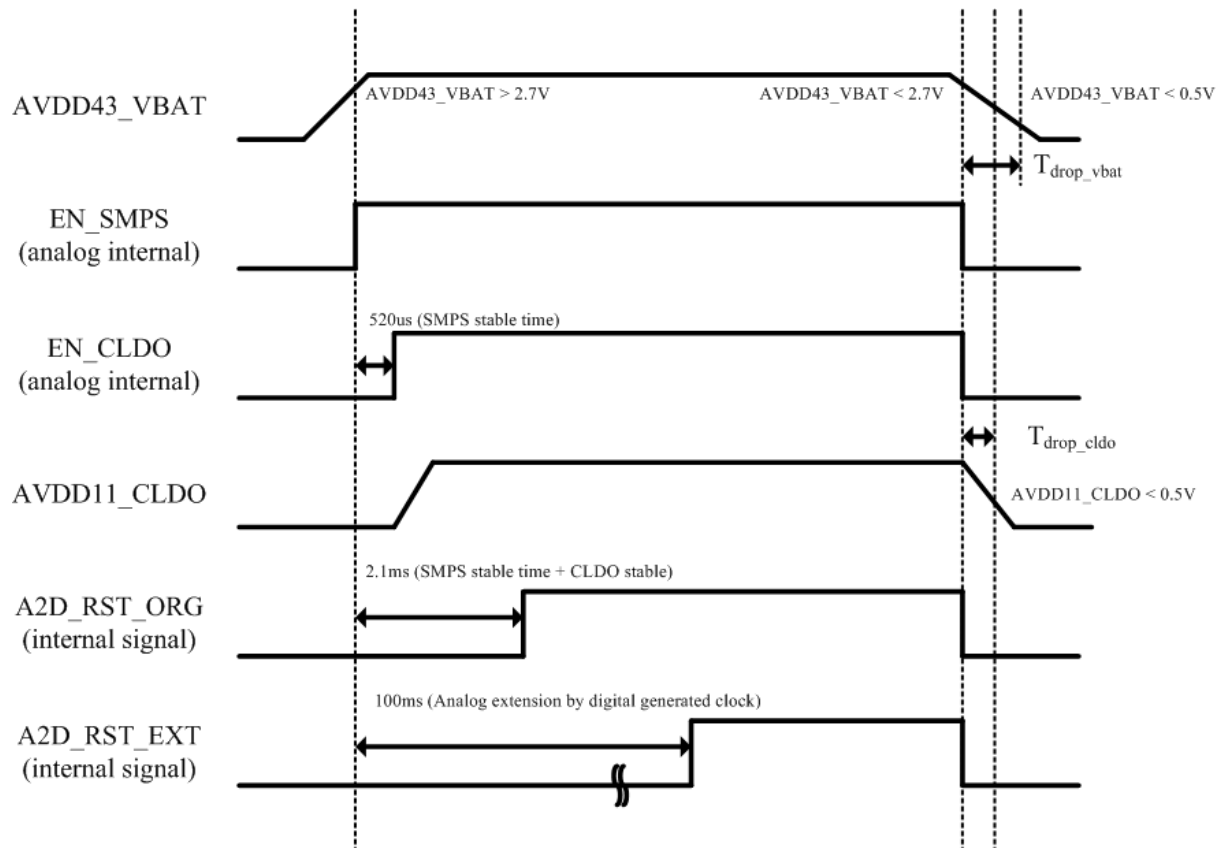 AVDD43_VBAT
AVDD43_VBAT > 2.7V
AVDD43_VBAT < 2.7V
AVDD43_VBAT < 0.5V
Tdrop_vbat
EN_SMPS
(analog internal)
520us (SMPS stable time)
EN_CLDO
(analog internal)
Tdrop_cldo
AVDD11_CLDO
AVDD11_CLDO < 0.5V
2.1ms (SMPS stable time + CLDO stable)
A2D_RST_ORG
(internal signal)
100ms (Analog extension by digital generated clock)
A2D_RST_EXT
(internal signal)